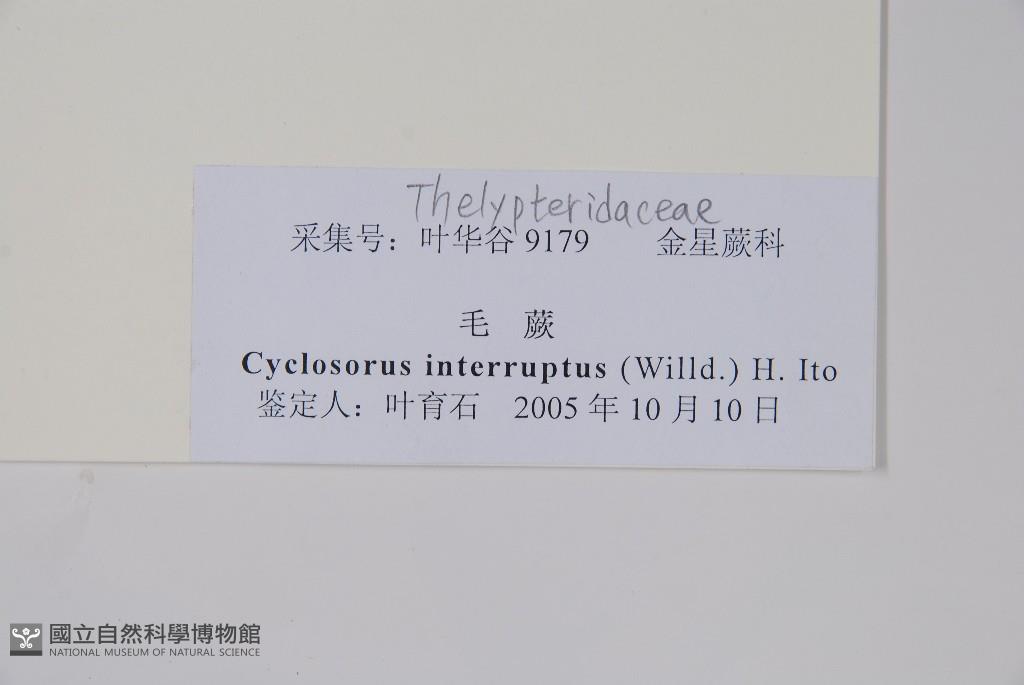 Thelypteridaceae
采集号：叶华谷 9179 金星蕨科
毛 蕨
Cyclosorus interruptus (Willd.) H. Ito
鉴定人：叶育石 2005 年 10 月 10 日
國立自然科學博物館
NATIONAL MUSEUM OF NATURAL SCIENCE